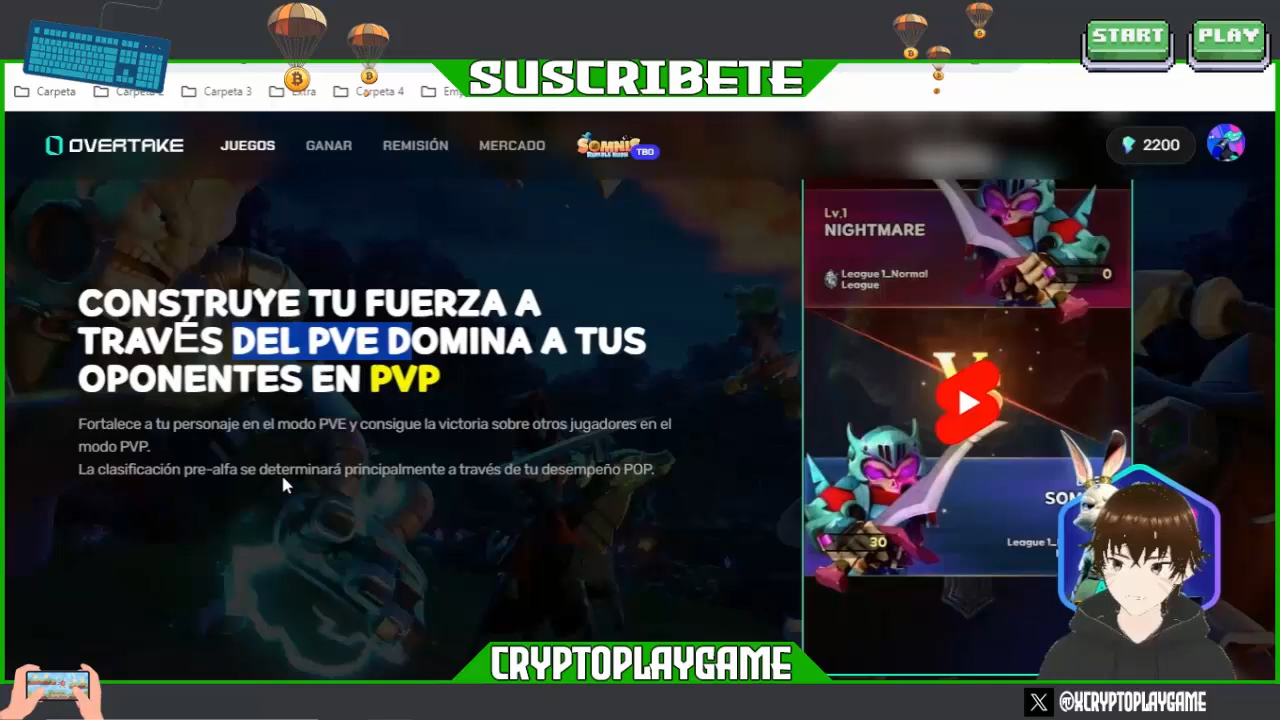 START
PLAY
SUSCRIBETE
Carpeta
Carpeta 3
Extra
Carpeta 4
OVERTAKE
JUEGOS
GANAR
REMISIÓN
MERCADO
SOMNIS
RUMBLE RUSH
TBO
2200
CONSTRUYE TU FUERZA A
TRAVÉS DEL PVE DOMINA A TUS
OPONENTES EN PVP
Fortalece a tu personaje en el modo PVE y consigue la victoria sobre otros jugadores en el
modo PVP.
La clasificación pre-alfa se determinará principalmente a través de tu desempeño POP.
Lv.1
NIGHTMARE
League 1_Normal
League
0
30
League 1_
CRYPTOPLAYGAME
X @XCRYPTOPLAYGAME